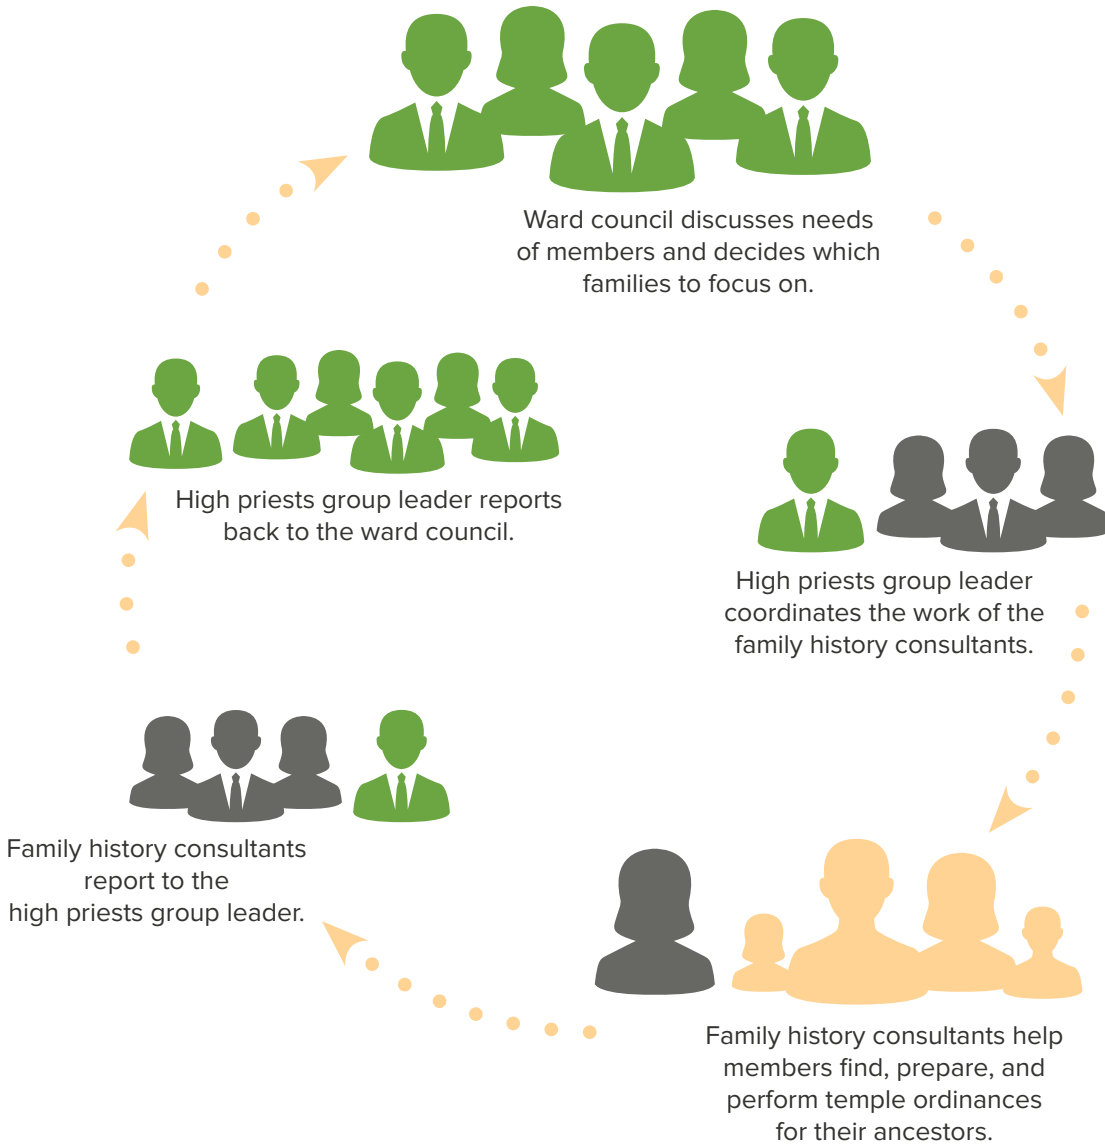 Ward council discusses needs
of members and decides which
families to focus on.
High priests group leader
coordinates the work of the
family history consultants.
Family history consultants help
members find, prepare, and
perform temple ordinances
for their ancestors.
Family history consultants
report to the
high priests group leader.
High priests group leader reports
back to the ward council.